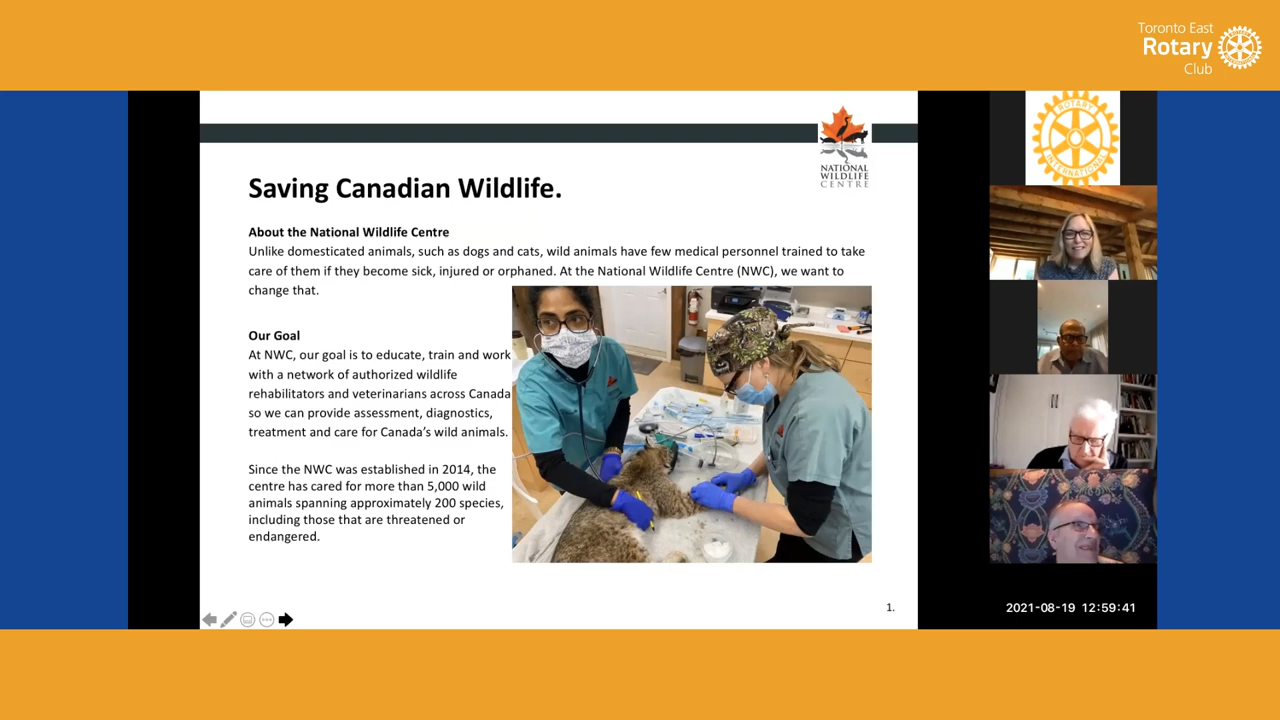 Toronto East
Rotary
Club
ROTARY
INTERNATIONAL
NATIONAL
WILDLIFE
CENTRE
Saving Canadian Wildlife.
About the National Wildlife Centre
Unlike domesticated animals, such as dogs and cats, wild animals have few medical personnel trained to take
care of them if they become sick, injured or orphaned. At the National Wildlife Centre (NWC), we want to
change that.
Our Goal
At NWC, our goal is to educate, train and work
with a network of authorized wildlife
rehabilitators and veterinarians across Canada
so we can provide assessment, diagnostics,
treatment and care for Canada’s wild animals.
Since the NWC was established in 2014, the
centre has cared for more than 5,000 wild
animals spanning approximately 200 species,
including those that are threatened or
endangered.
1.
2021-08-19 12:59:41